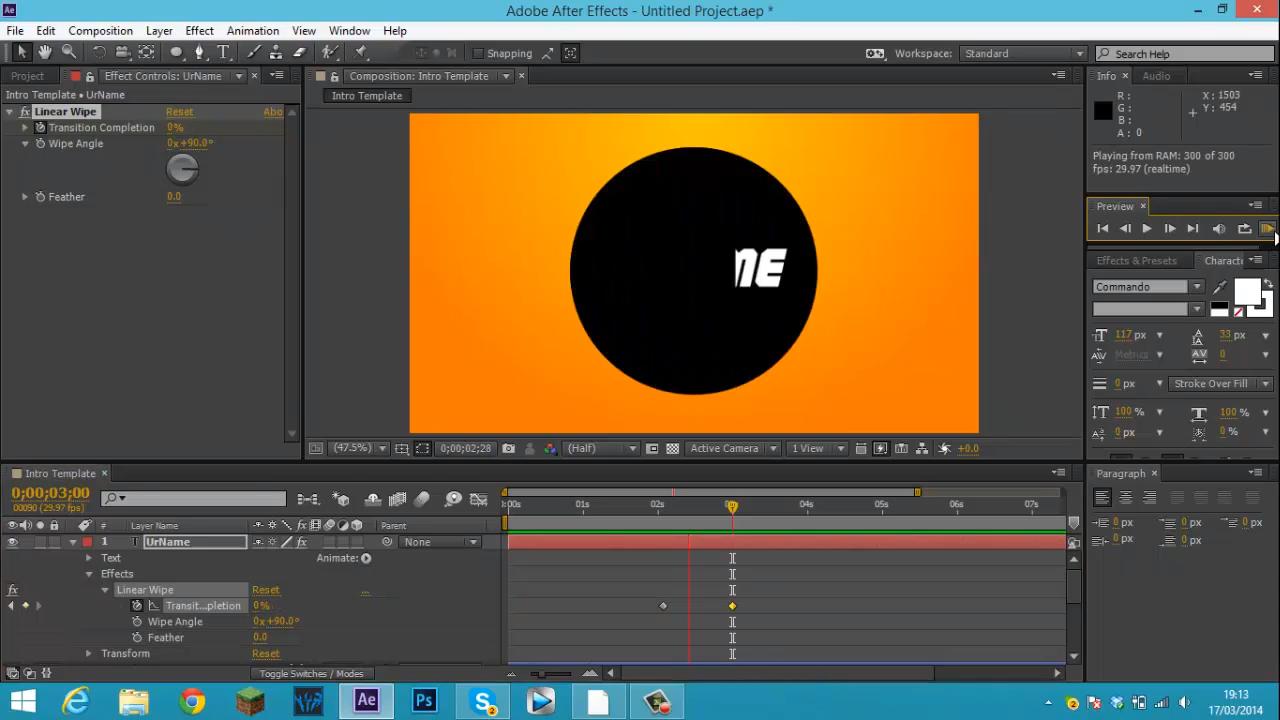 Adobe After Effects - Untitled Project.aep *
File Edit Composition Layer Effect Animation View Window Help
Snapping
Workspace: Standard
Search Help
Project
Effect Controls: UrName
Intro Template • UrName
Linear Wipe Reset Abo
Transition Completion 0%
Wipe Angle 0x+90.0°
Feather 0.0
Composition: Intro Template
Intro Template
NE
(47.5%) 0;00;02;28 (Half) Active Camera 1 View +0.0
Info Audio
R: X: 1503
G: Y: 454
B:
A: 0
Playing from RAM: 300 of 300
fps: 29.97 (realtime)
Preview
Effects & Presets Charact
Commando
117 px 33 px
Metrics 0
0 px Stroke Over Fill
100 % 100 %
0 px 0 %
Intro Template
0;00;03;00
00090 (29.97 fps)
# Layer Name Parent
:00s 01s 02s 04s 05s 06s 07s
1 T UrName None
Text Animate:
Effects
Linear Wipe Reset ...
Transit...pletion 0%
Wipe Angle 0x+90.0°
Feather 0.0
Transform Reset
Toggle Switches / Modes
Paragraph
0 px 0 px 0 px
0 px 0 px
Ae Ps S 2
19:13
17/03/2014